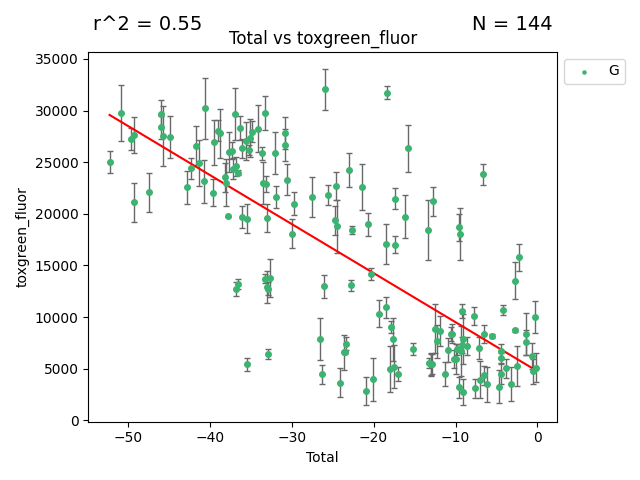 r^2 = 0.55
N = 144
Total vs toxgreen_fluor
G
toxgreen_fluor
35000
30000
25000
20000
15000
10000
5000
0
−50
−40
−30
−20
−10
0
Total